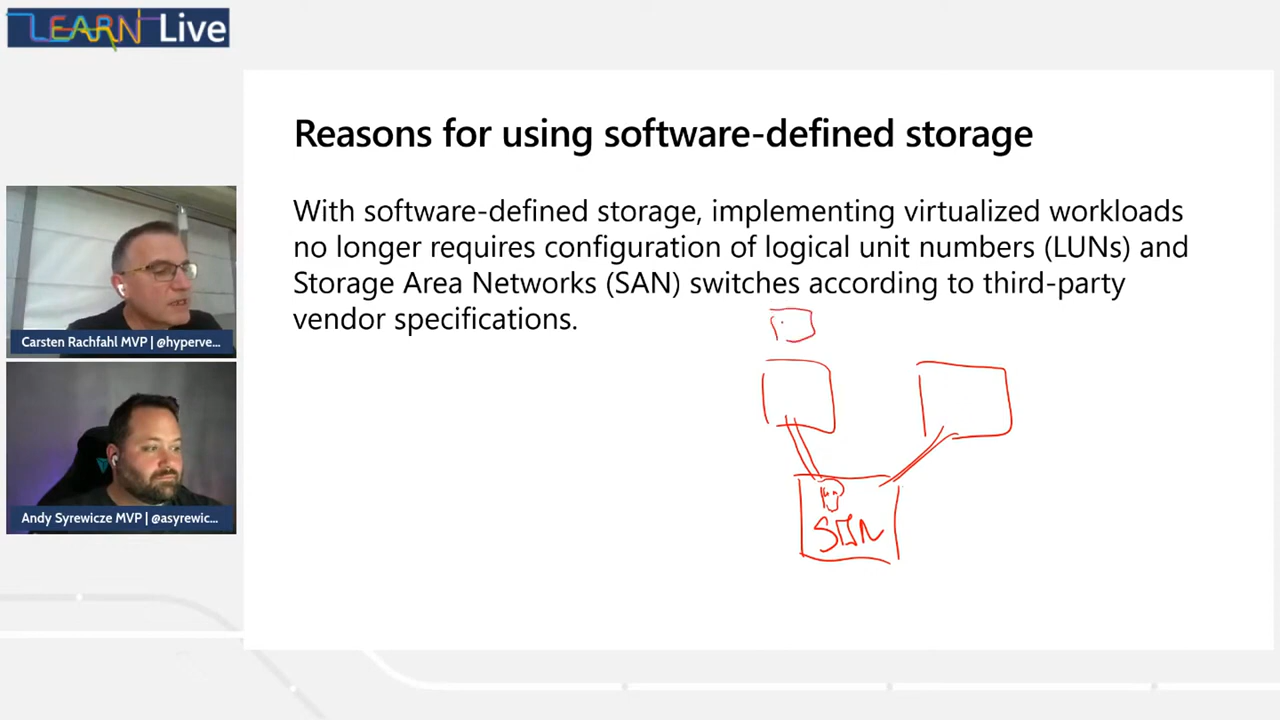 LEARN Live
Reasons for using software-defined storage
With software-defined storage, implementing virtualized workloads
no longer requires configuration of logical unit numbers (LUNs) and
Storage Area Networks (SAN) switches according to third-party
vendor specifications.
Carsten Rachfahl MVP | @hyperve...
Andy Syrewicze MVP | @asyrewic...
SAN